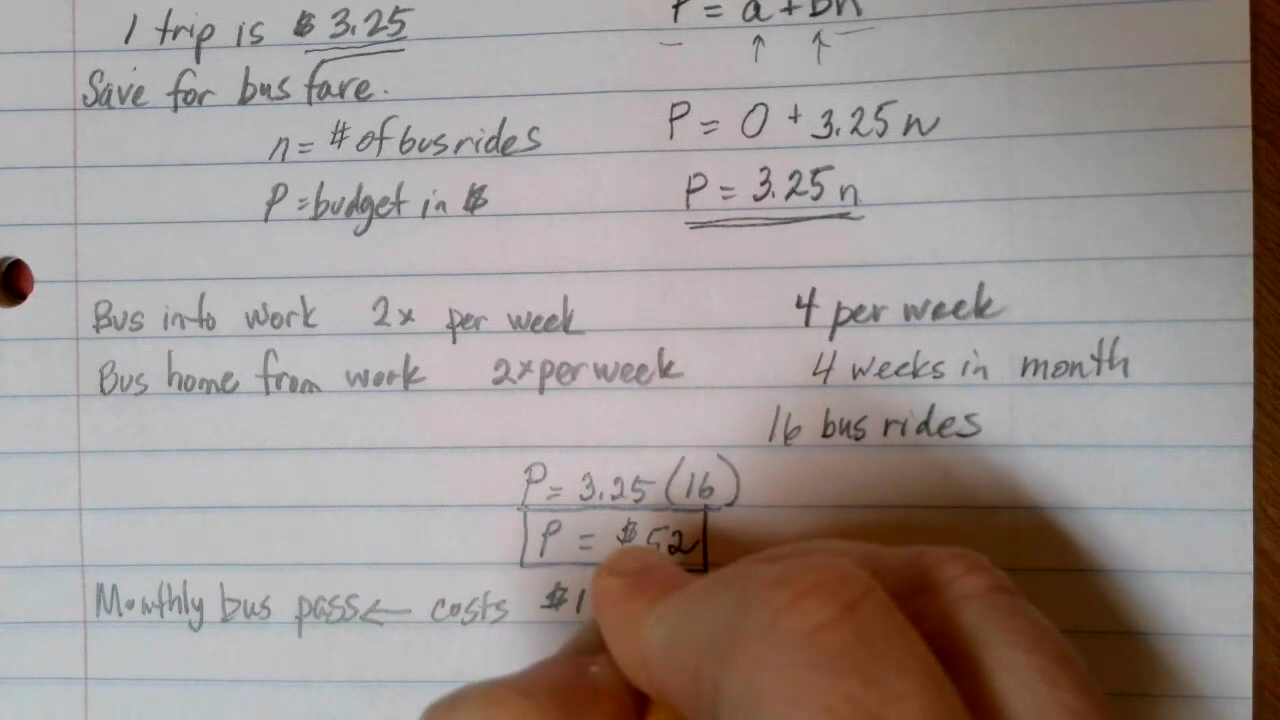 1 trip is $3.25
P = a + bn
Save for bus fare.
n = # of bus rides
P = 0 + 3.25n
P = budget in $
P = 3.25n
Bus into work 2x per week
4 per week
Bus home from work 2x per week
4 weeks in month
16 bus rides
P = 3.25(16)
P = $52
Monthly bus pass ← costs $1